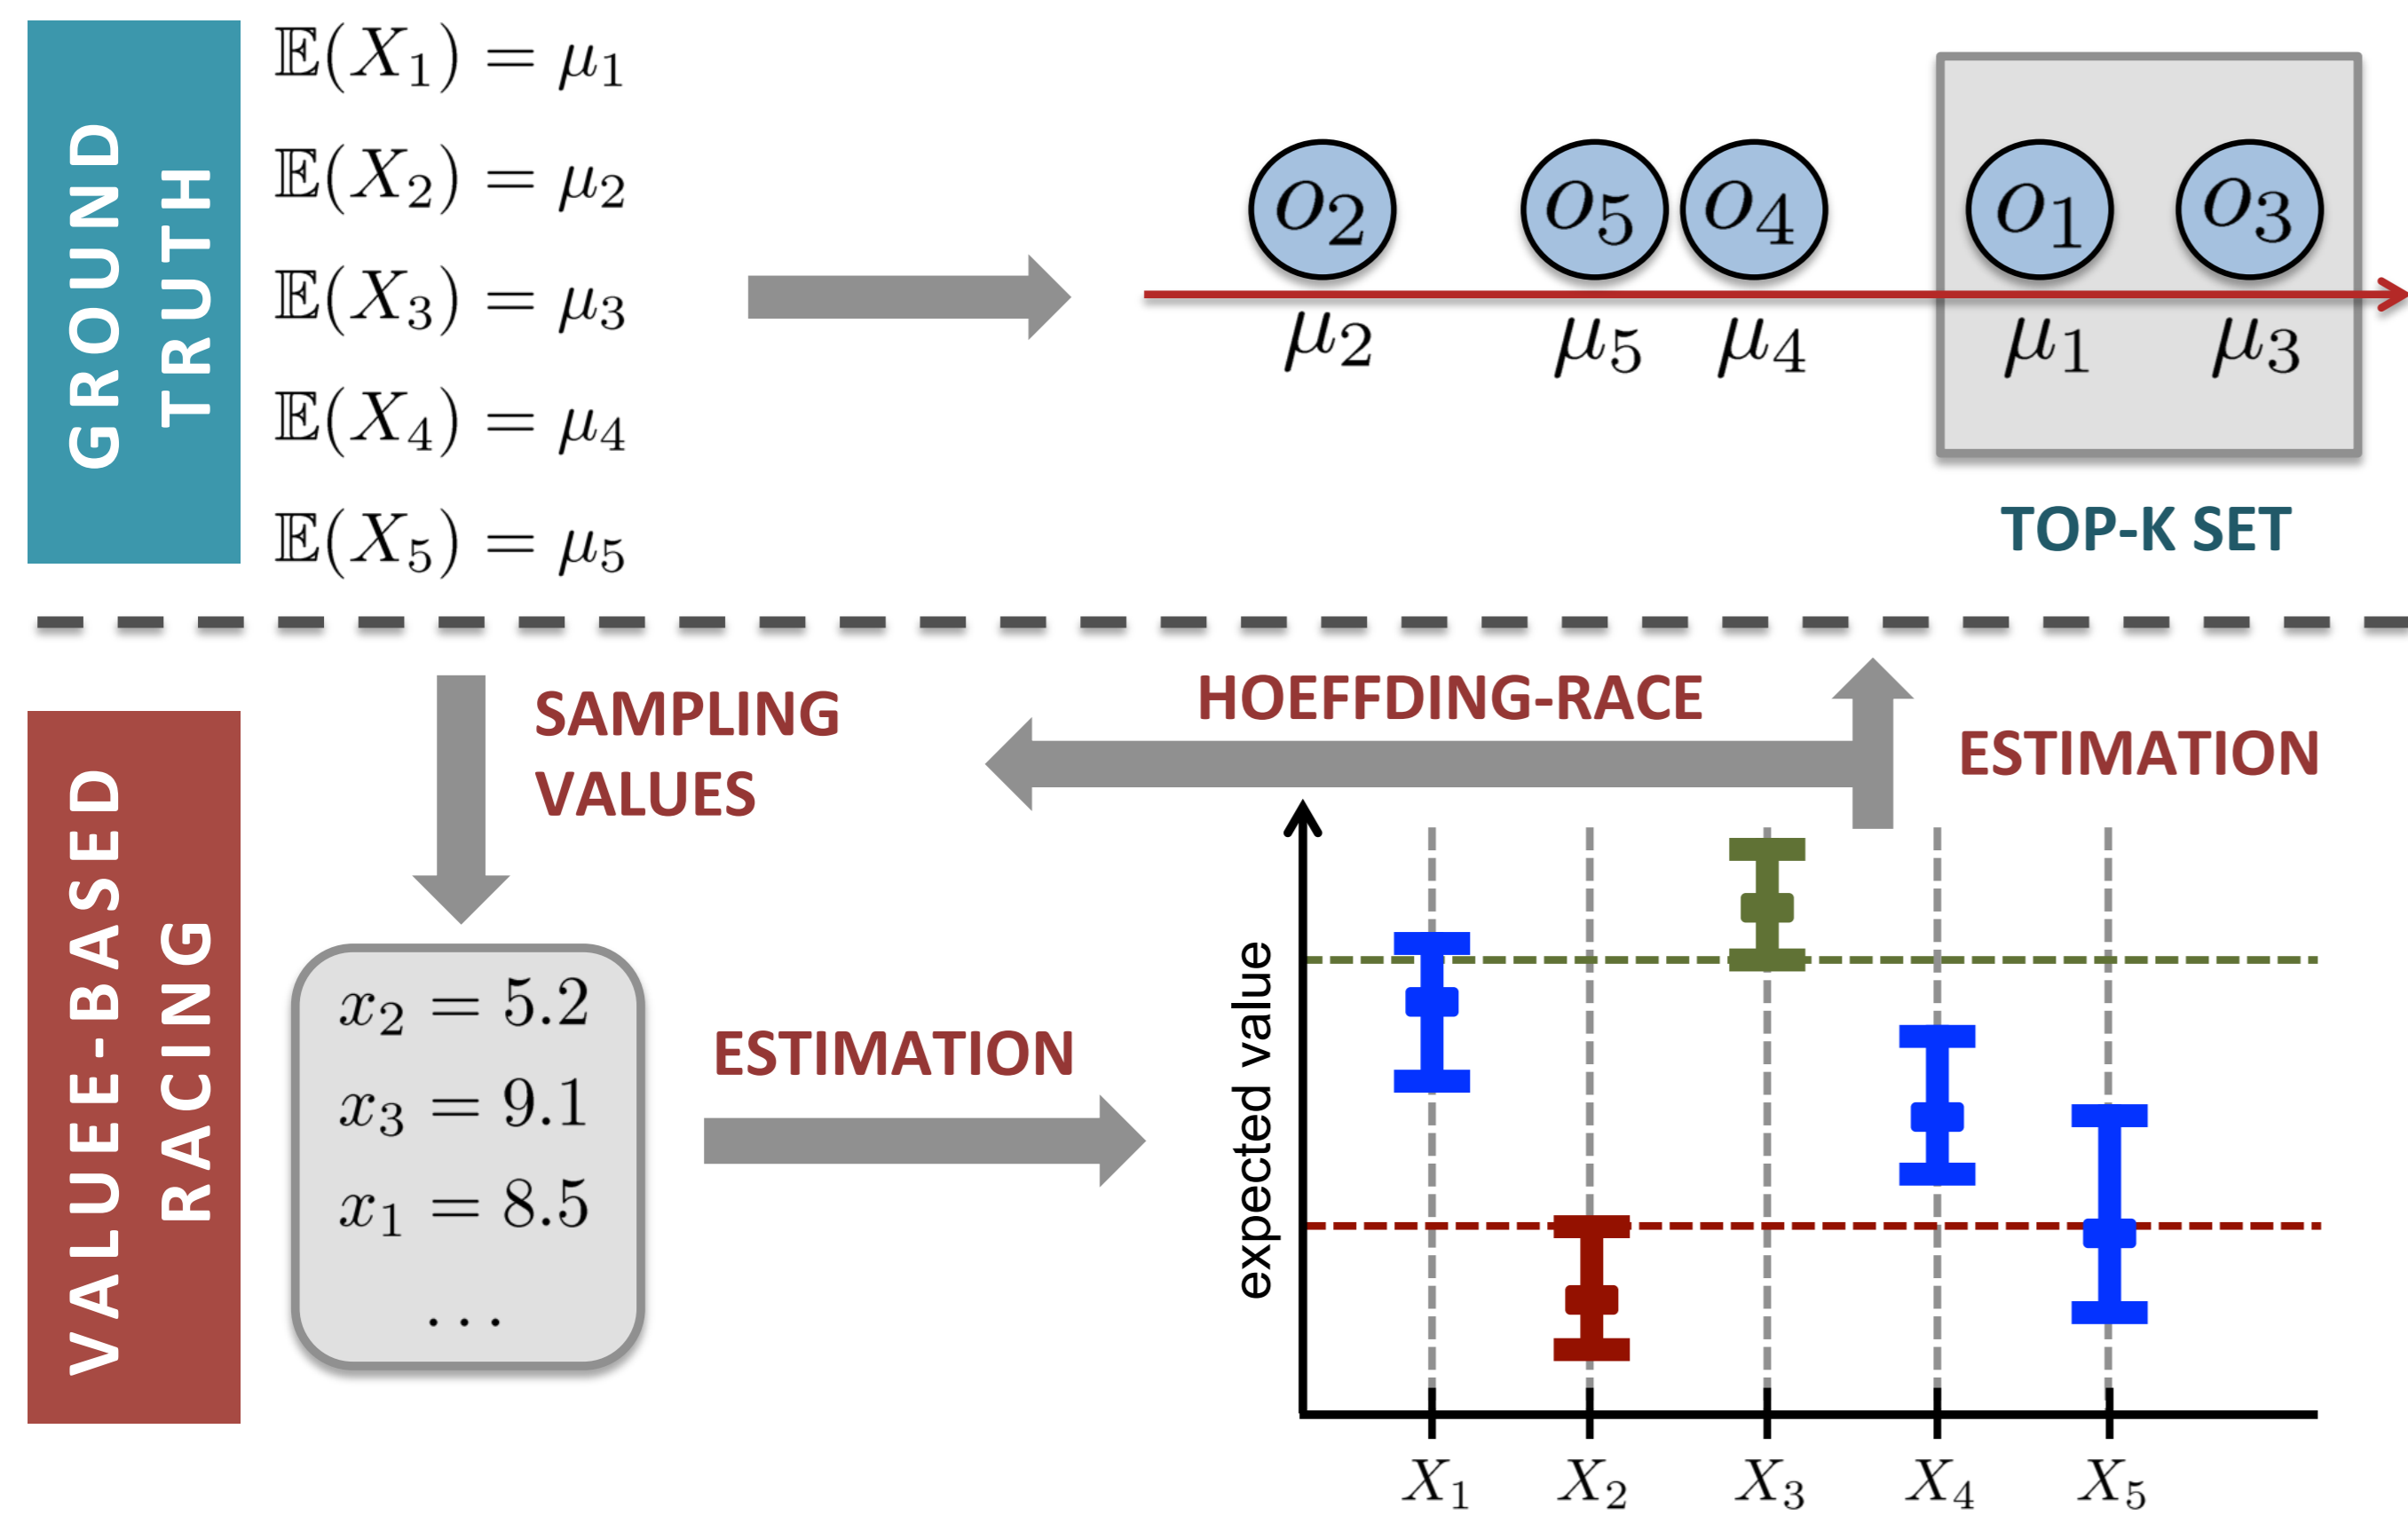 GROUND
TRUTH
𝔼(X₁) = μ₁
𝔼(X₂) = μ₂
𝔼(X₃) = μ₃
𝔼(X₄) = μ₄
𝔼(X₅) = μ₅
o₂ o₅ o₄ o₁ o₃
μ₂ μ₅ μ₄ μ₁ μ₃
TOP-K SET
VALUEE-BASED
RACING
SAMPLING
VALUES
HOEFFDING-RACE
ESTIMATION
x₂ = 5.2
x₃ = 9.1
x₁ = 8.5
...
ESTIMATION
expected value
X₁ X₂ X₃ X₄ X₅